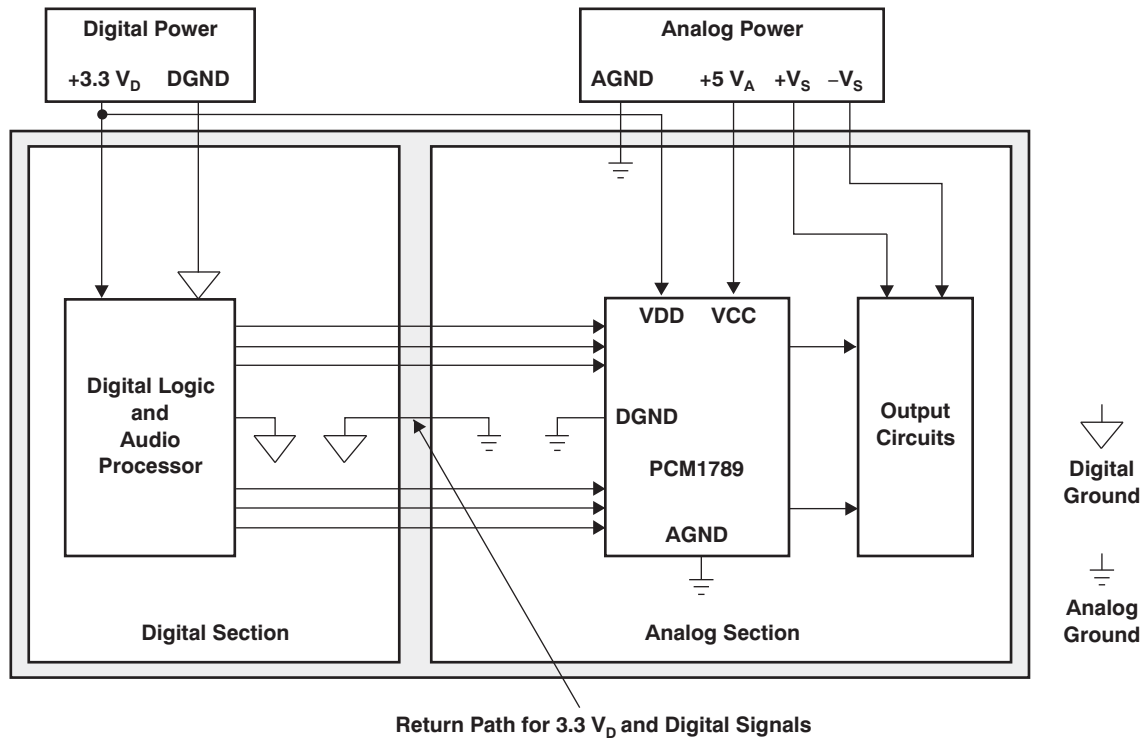 Digital Power
+3.3 V_D DGND
Analog Power
AGND +5 V_A +V_S −V_S
VDD VCC
Digital Logic
and
Audio
Processor
DGND
PCM1789
AGND
Output
Circuits
Digital
Ground
Analog
Ground
Digital Section
Analog Section
Return Path for 3.3 V_D and Digital Signals